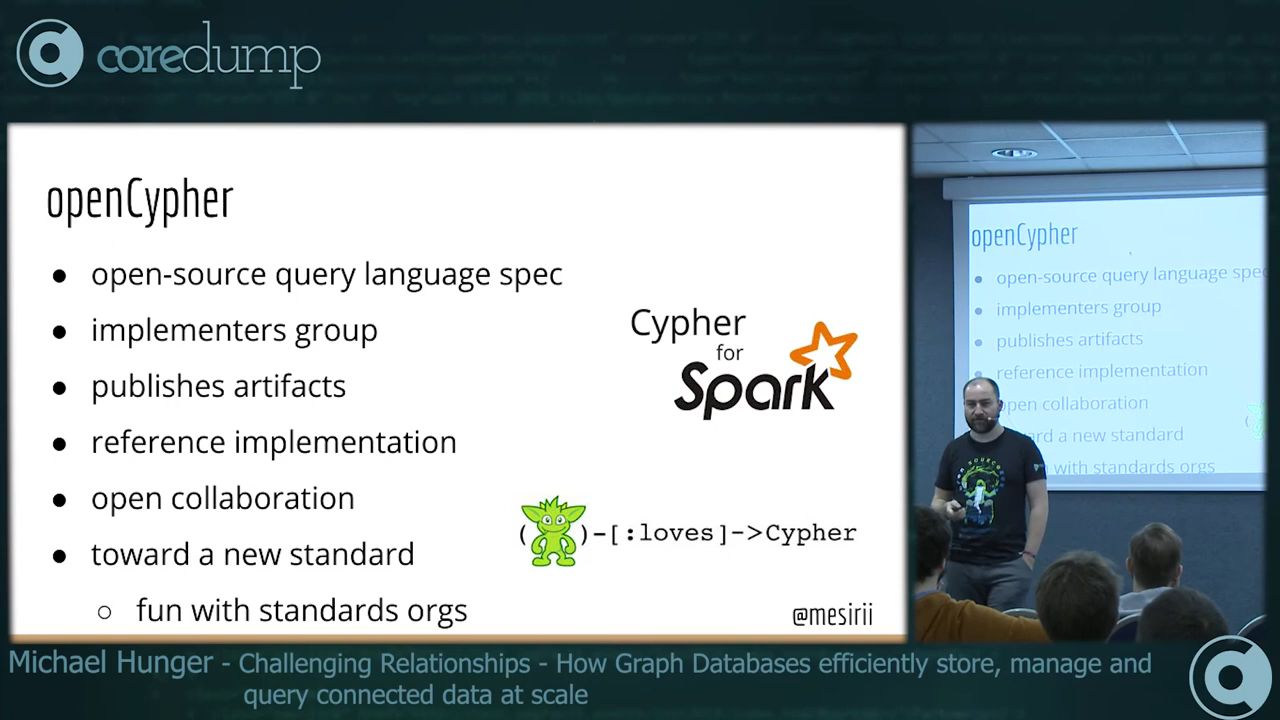 coredump
openCypher
● open-source query language spec
● implementers group
● publishes artifacts
● reference implementation
● open collaboration
● toward a new standard
○ fun with standards orgs
Cypher
for
Spark
( )-[:loves]->Cypher
@mesirii
openCypher
● open-source query language spec
● implementers group
● publishes artifacts
● reference implementation
open collaboration
ard a new standard
with standards orgs
Michael Hunger - Challenging Relationships - How Graph Databases efficiently store, manage and
query connected data at scale